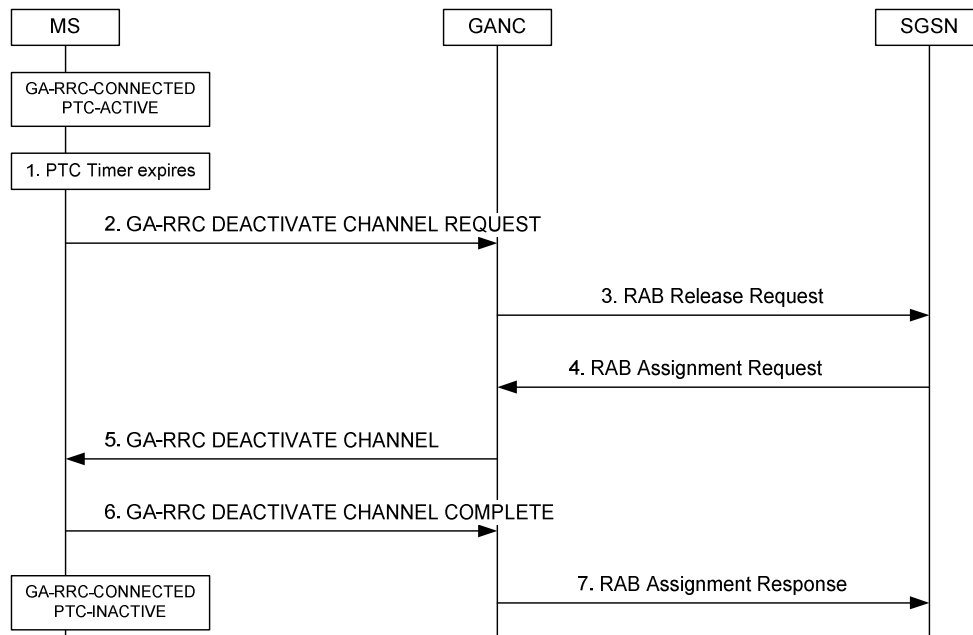 MS
GANC
SGSN
GA-RRC-CONNECTED
PTC-ACTIVE
1. PTC Timer expires
2. GA-RRC DEACTIVATE CHANNEL REQUEST
3. RAB Release Request
4. RAB Assignment Request
5. GA-RRC DEACTIVATE CHANNEL
6. GA-RRC DEACTIVATE CHANNEL COMPLETE
GA-RRC-CONNECTED
PTC-INACTIVE
7. RAB Assignment Response